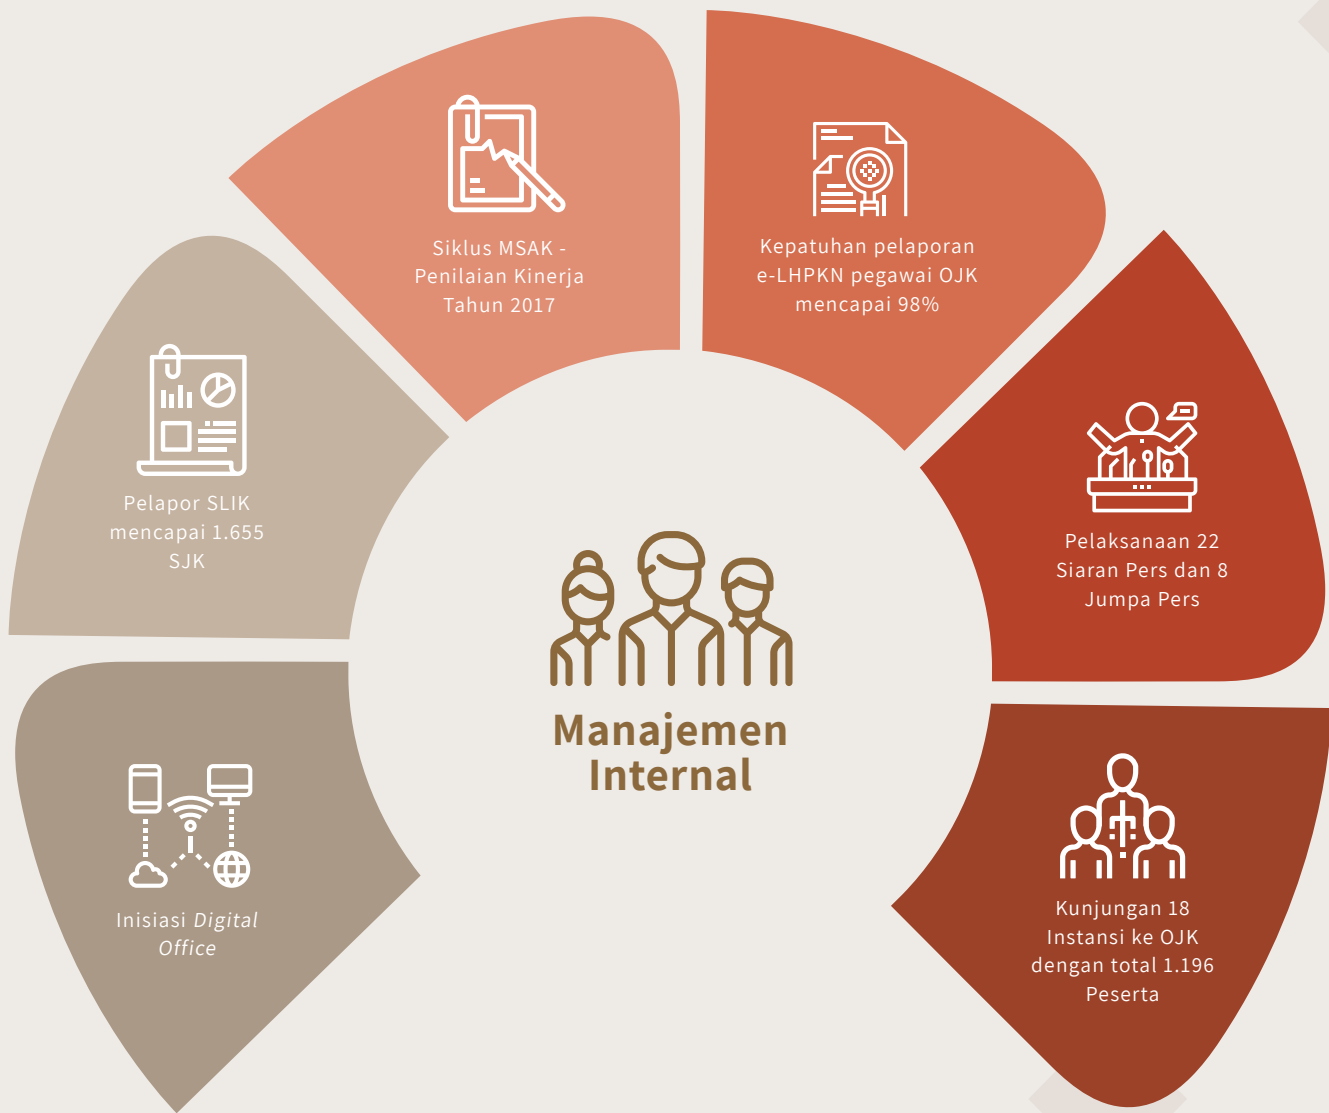 Siklus MSAK -
Penilaian Kinerja
Tahun 2017
Kepatuhan pelaporan
e-LHPKN pegawai OJK
mencapai 98%
Pelapor SLIK
mencapai 1.655
SJK
Pelaksanaan 22
Siaran Pers dan 8
Jumpa Pers
Manajemen
Internal
Inisiasi Digital
Office
Kunjungan 18
Instansi ke OJK
dengan total 1.196
Peserta